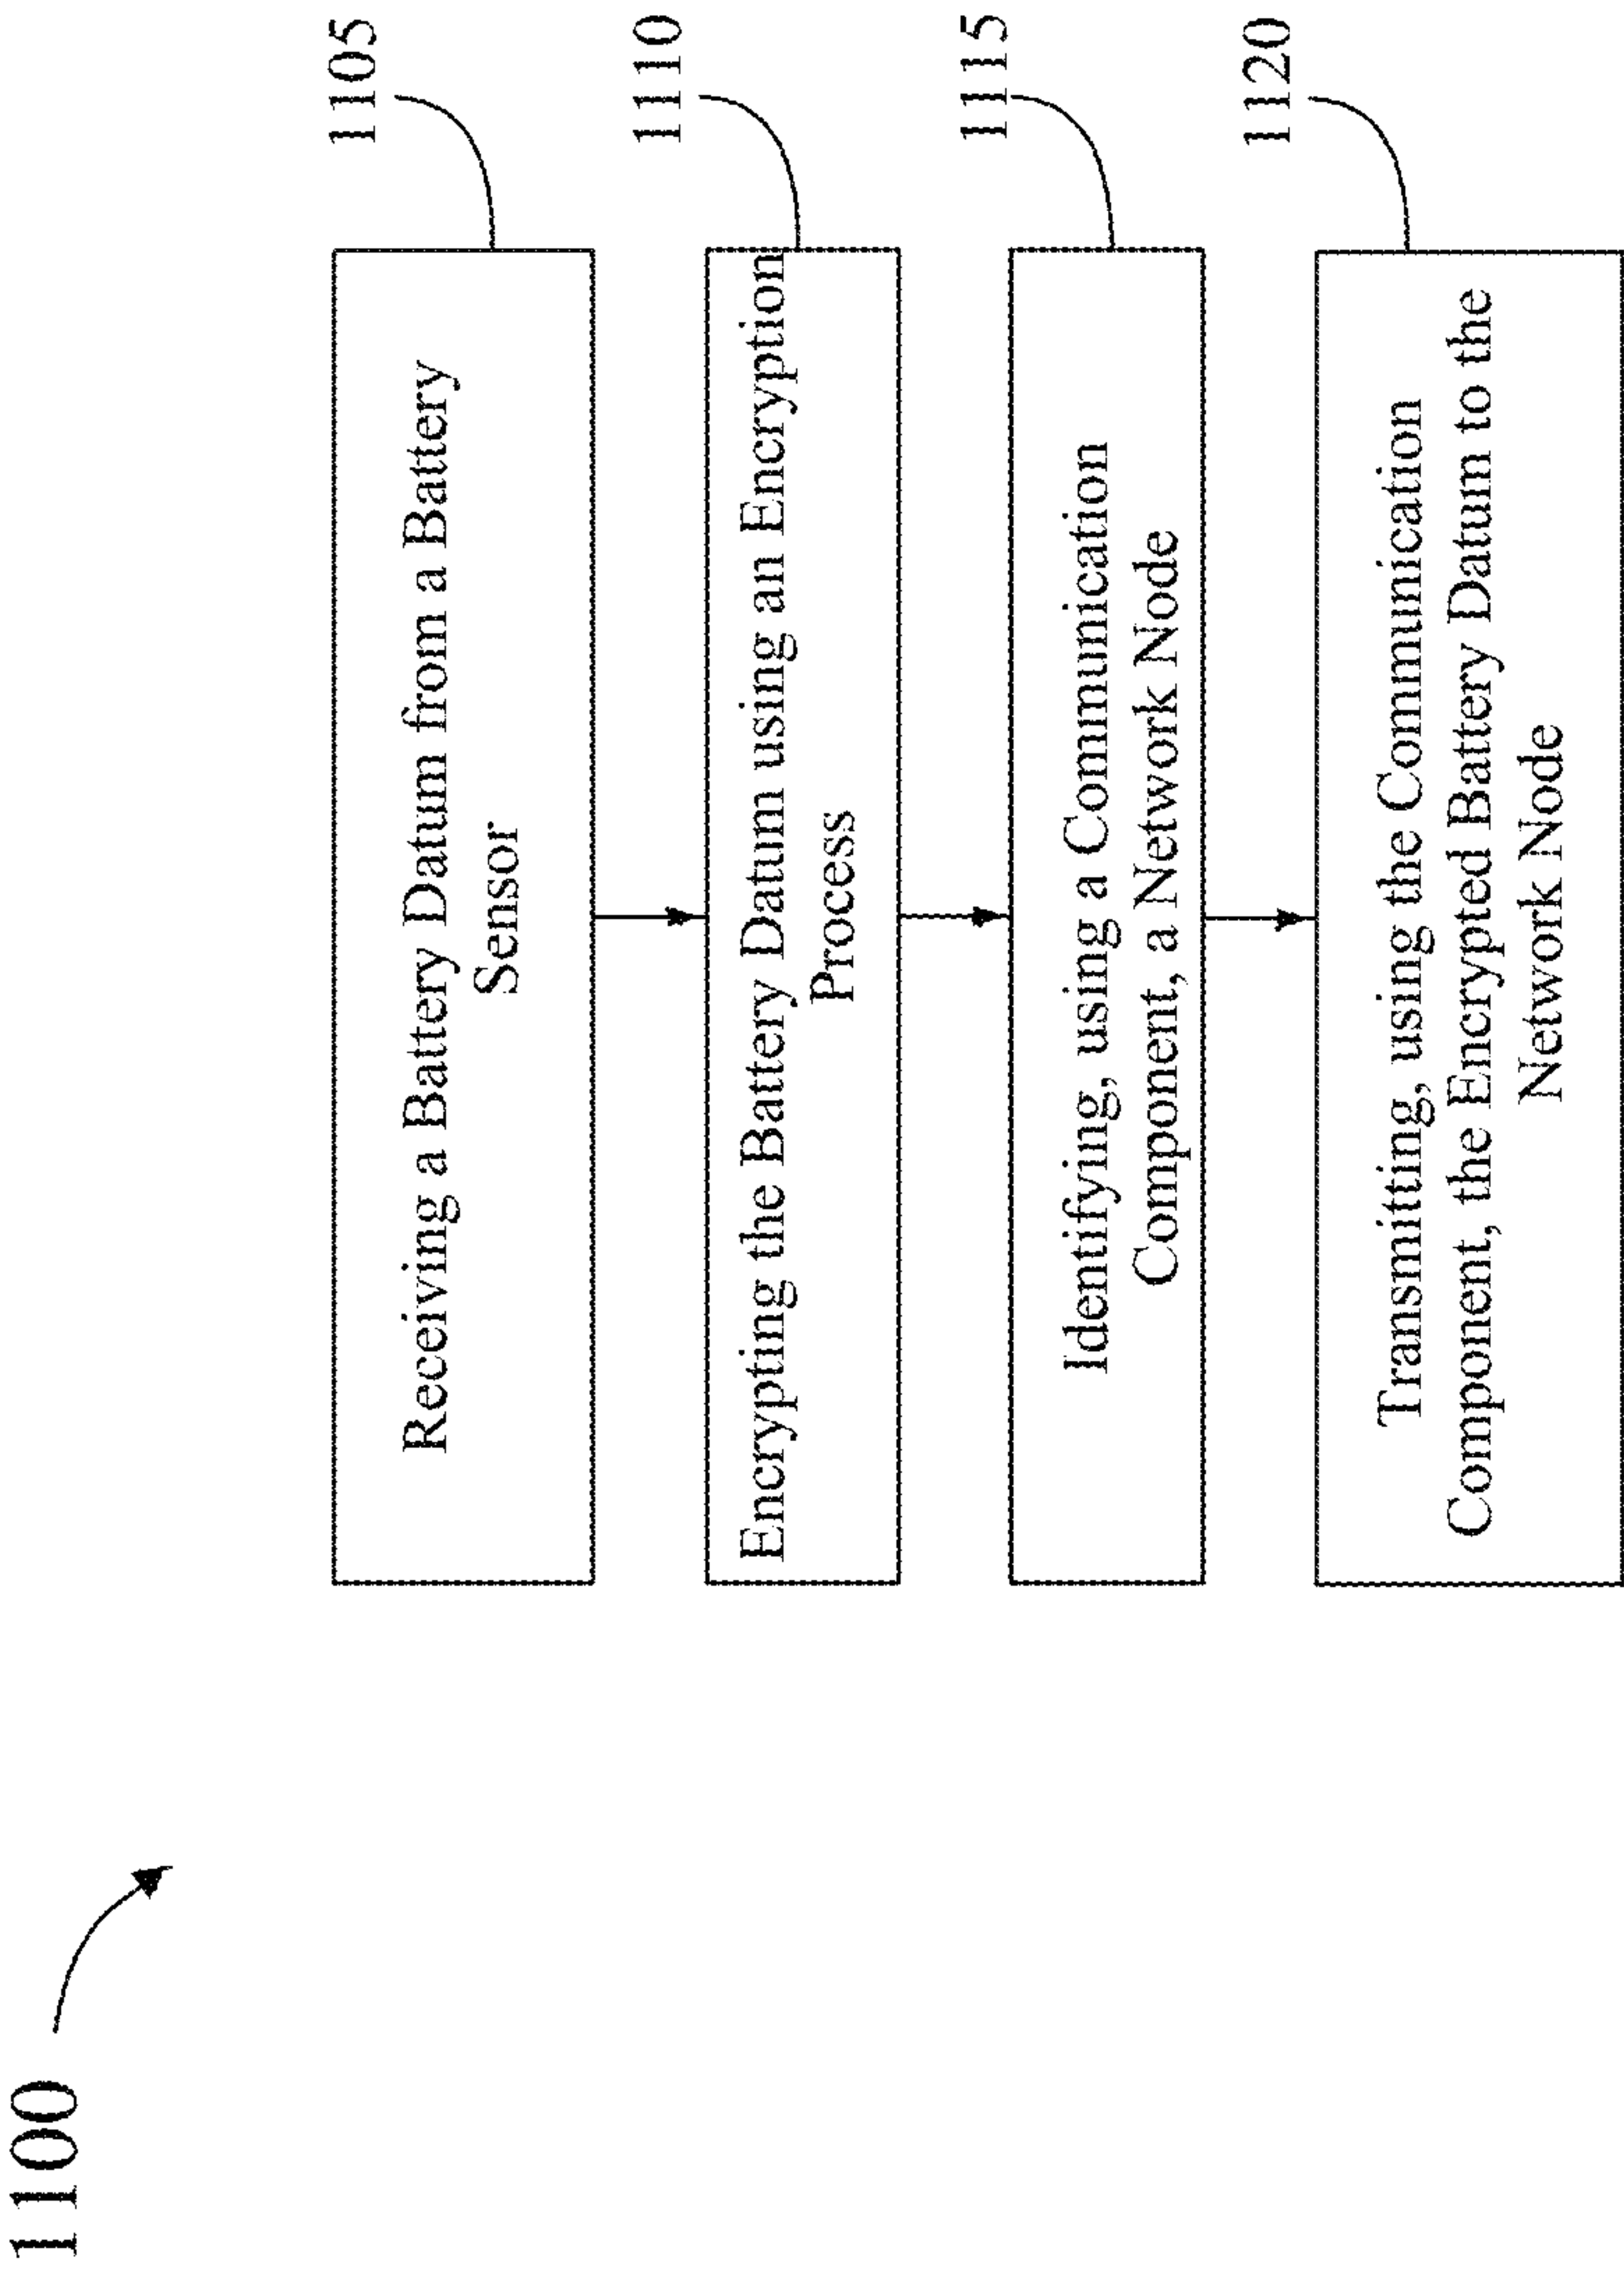 1100
1105
Receiving a Battery Datum from a Battery
Sensor
1110
Encrypting the Battery Datum using an Encryption
Process
1115
Identifying, using a Communication
Component, a Network Node
1120
Transmitting, using the Communication
Component, the Encrypted Battery Datum to the
Network Node